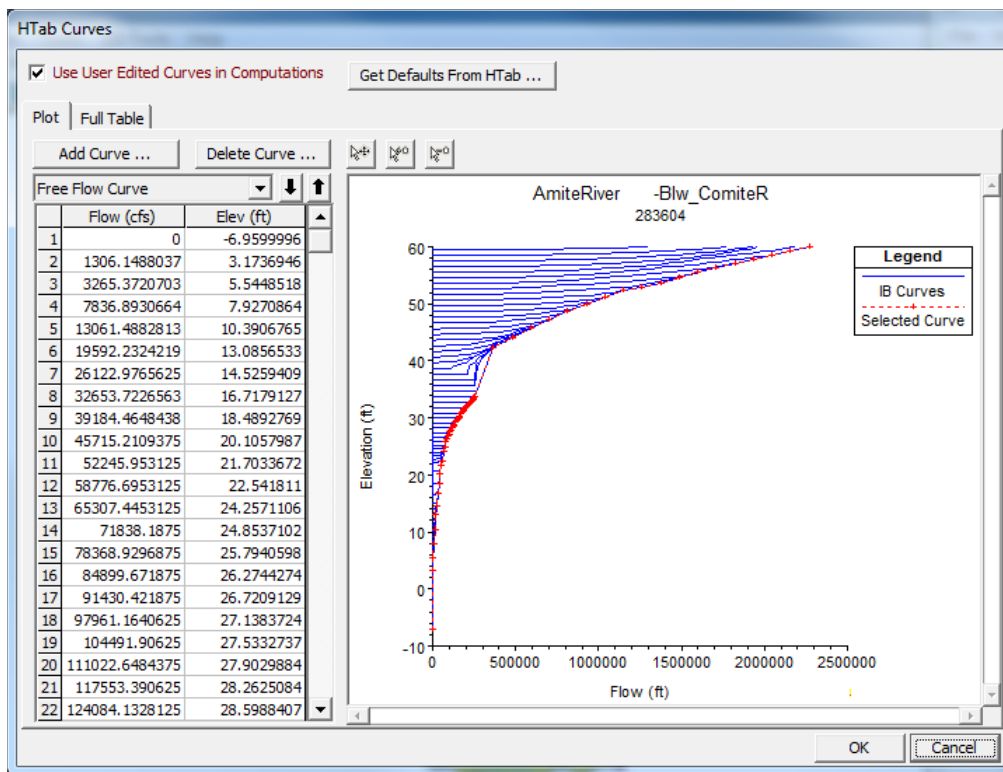 HTab Curves
Use User Edited Curves in Computations
Get Defaults From HTab ...
Plot
Full Table
Add Curve ...
Delete Curve ...
Free Flow Curve
Flow (cfs) Elev (ft)
1 0 -6.9599996
2 1306.1488037 3.1736946
3 3265.3720703 5.5448518
4 7836.8930664 7.9270864
5 13061.4882813 10.3906765
6 19592.2324219 13.0856533
7 26122.9765625 14.5259409
8 32653.7226563 16.7179127
9 39184.4648438 18.4892769
10 45715.2109375 20.1057987
11 52245.953125 21.7033672
12 58776.6953125 22.541811
13 65307.4453125 24.2571106
14 71838.1875 24.8537102
15 78368.9296875 25.7940598
16 84899.671875 26.2744274
17 91430.421875 26.7209129
18 97961.1640625 27.1383724
19 104491.90625 27.5332737
20 111022.6484375 27.9029884
21 117553.390625 28.2625084
22 124084.1328125 28.5988407
AmiteRiver -Blw_ComiteR
283604
60
50
40
30
20
10
0
-10
Elevation (ft)
0 500000 1000000 1500000 2000000 2500000
Flow (ft)
Legend
IB Curves
Selected Curve
OK
Cancel